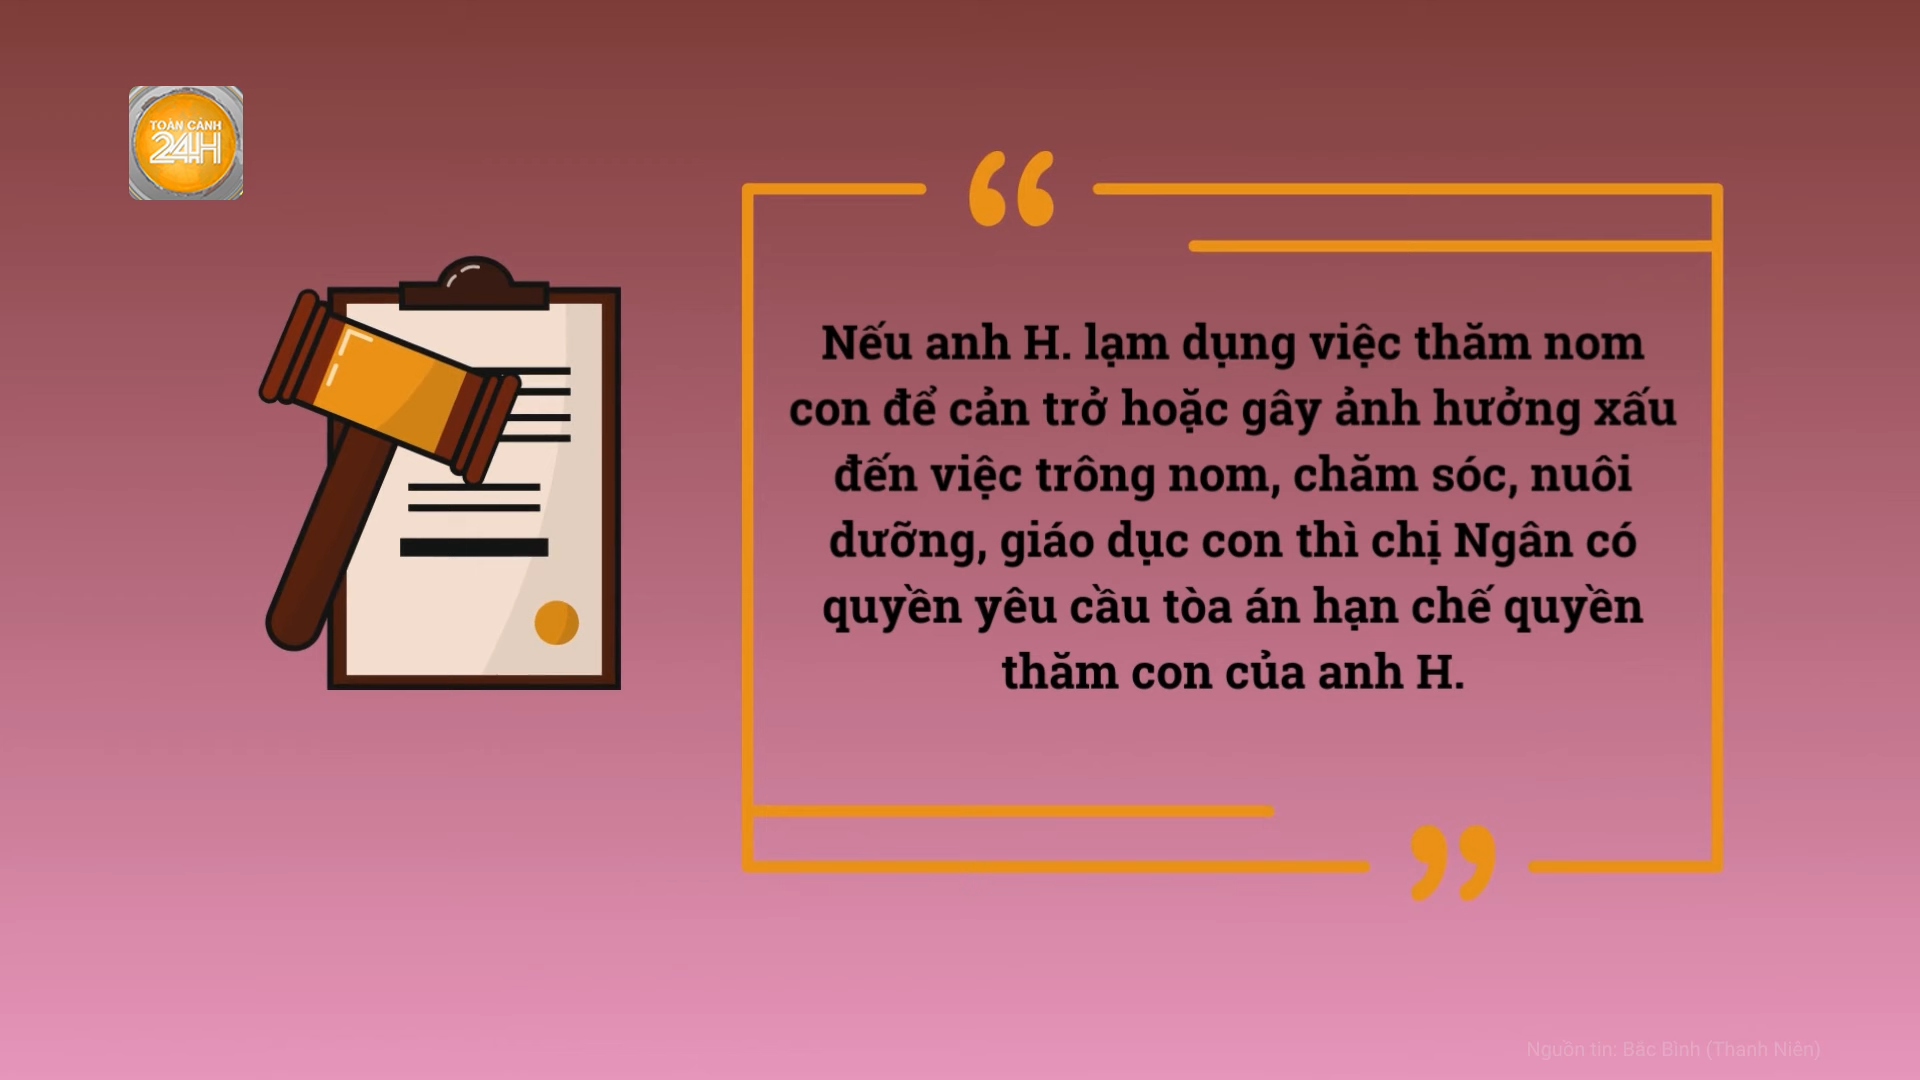 TOÀN CẢNH
24H
Nếu anh H. lạm dụng việc thăm nom
con để cản trở hoặc gây ảnh hưởng xấu
đến việc trông nom, chăm sóc, nuôi
dưỡng, giáo dục con thì chị Ngân có
quyền yêu cầu tòa án hạn chế quyền
thăm con của anh H.
Nguồn tin: Bắc Bình (Thanh Niên)